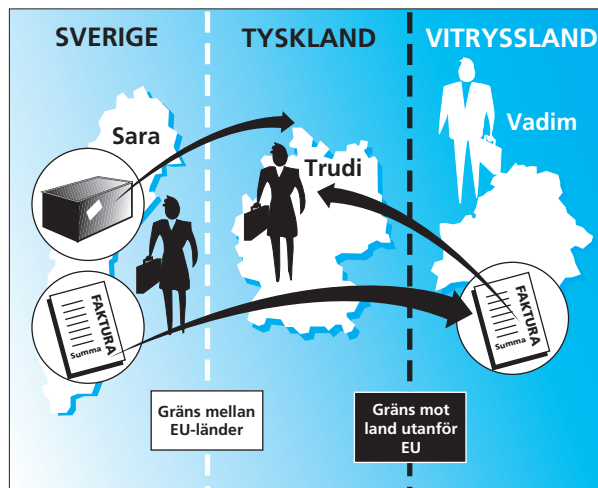 SVERIGE
TYSKLAND
VITRYSSLAND
Sara
Trudi
Vadim
FAKTURA
Summa
FAKTURA
Summa
Gräns mellan
EU-länder
Gräns mot
land utanför
EU